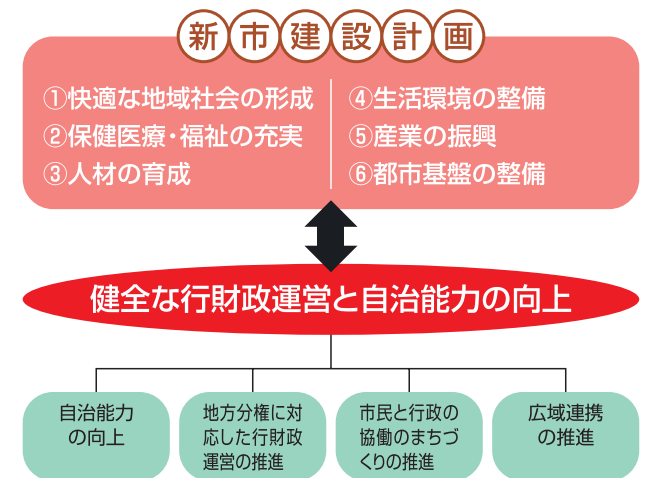 新市建設計画
①快適な地域社会の形成
②保健医療・福祉の充実
③人材の育成
④生活環境の整備
⑤産業の振興
⑥都市基盤の整備
健全な行財政運営と自治能力の向上
自治能力
の向上
地方分権に対
応した行財政
運営の推進
市民と行政の
協働のまちづ
くりの推進
広域連携
の推進